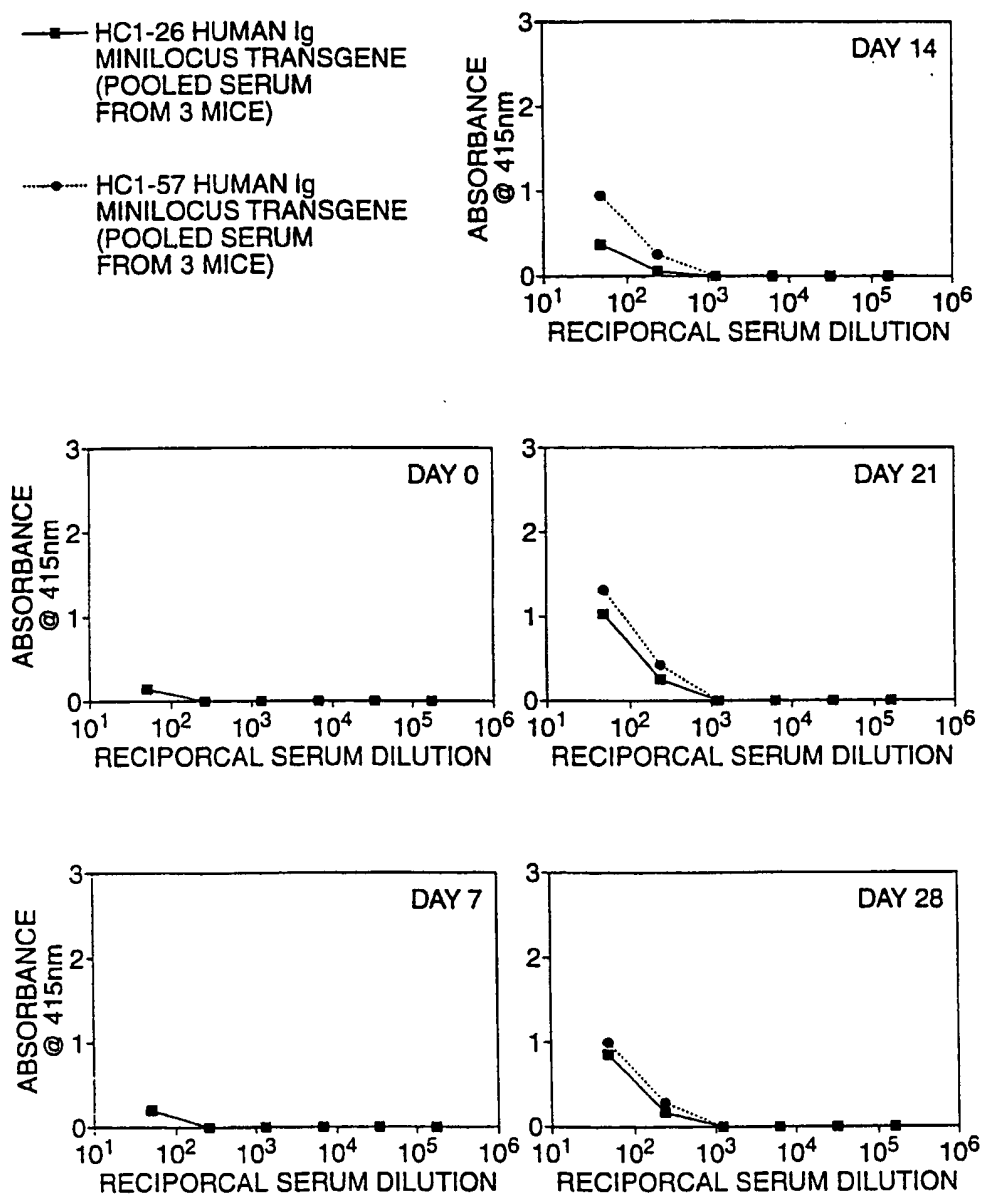 HC1-26 HUMAN Ig
MINILOCUS TRANSGENE
(POOLED SERUM
FROM 3 MICE)
HC1-57 HUMAN Ig
MINILOCUS TRANSGENE
(POOLED SERUM
FROM 3 MICE)
DAY 14
ABSORBANCE
@ 415nm
3
2
1
0
10¹ 10² 10³ 10⁴ 10⁵ 10⁶
RECIPORCAL SERUM DILUTION
DAY 0
ABSORBANCE
@ 415nm
3
2
1
0
10¹ 10² 10³ 10⁴ 10⁵ 10⁶
RECIPORCAL SERUM DILUTION
DAY 21
3
2
1
0
10¹ 10² 10³ 10⁴ 10⁵ 10⁶
RECIPORCAL SERUM DILUTION
DAY 7
ABSORBANCE
@ 415nm
3
2
1
0
10¹ 10² 10³ 10⁴ 10⁵ 10⁶
RECIPORCAL SERUM DILUTION
DAY 28
3
2
1
0
10¹ 10² 10³ 10⁴ 10⁵ 10⁶
RECIPORCAL SERUM DILUTION